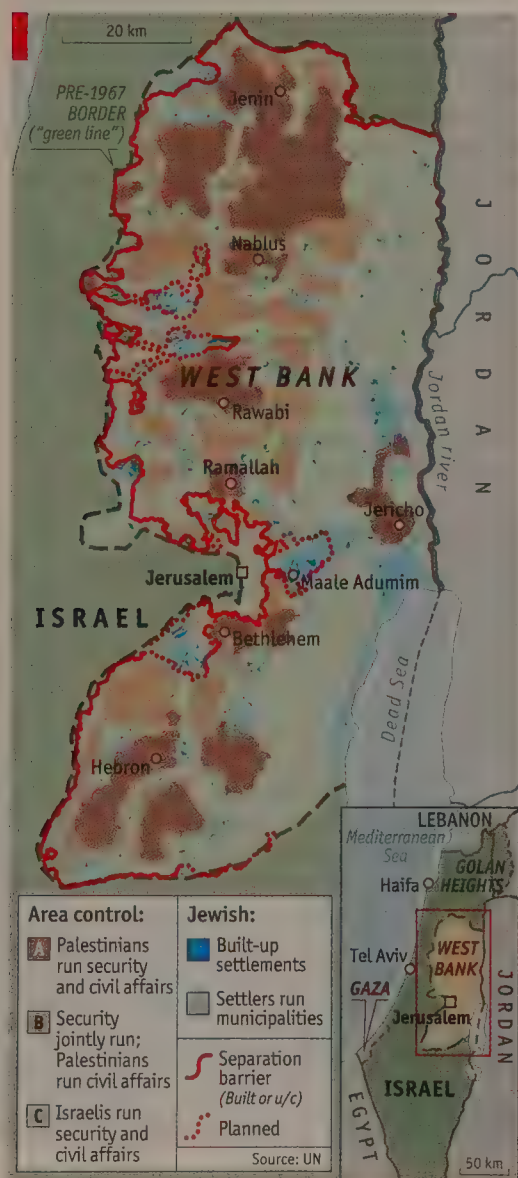 20 km
PRE-1967
BORDER
("green line")
Jenin
Nablus
WEST BANK
Rawabi
Ramallah
Jericho
Jerusalem
Maale Adumim
ISRAEL
Bethlehem
Hebron
JORDAN
Jordan river
Dead Sea
Area control:
A Palestinians
run security
and civil affairs
B Security
jointly run;
Palestinians
run civil affairs
C Israelis run
security and
civil affairs
Jewish:
Built-up
settlements
Settlers run
municipalities
Separation
barrier
(Built or u/c)
Planned
Source: UN
LEBANON
Mediterranean
Sea
GOLAN
HEIGHTS
Haifa
Tel Aviv
WEST
BANK
GAZA
Jerusalem
JORDAN
ISRAEL
EGYPT
50 km